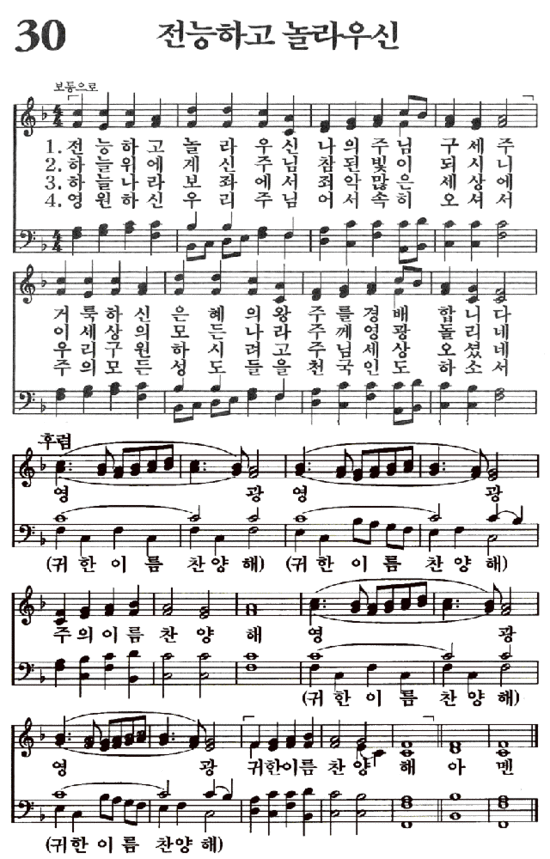 30 전능하고 놀라우신
보통으로
1. 전능하고 놀라우신 나의 주님 구세주
2. 하늘위에 계신 주님 참된 빛이 되시니
3. 하늘나라 보좌에서 죄악많은 세상에
4. 영원하신 우리 주님 어서속히 오셔서
거룩하신 은혜의왕 주를경배 합니다
이세상의 모든나라 주께영광 돌리네
우리구원 하시려고 주님세상 오셨네
주의모든 성도들을 천국인도 하소서
후렴
영 광 영 광
(귀한이름 찬양해) (귀한이름 찬양해)
주의이름 찬양해 영 광
(귀한이름 찬양해)
영 광 귀한이름 찬양해 아멘
(귀한이름 찬양해)